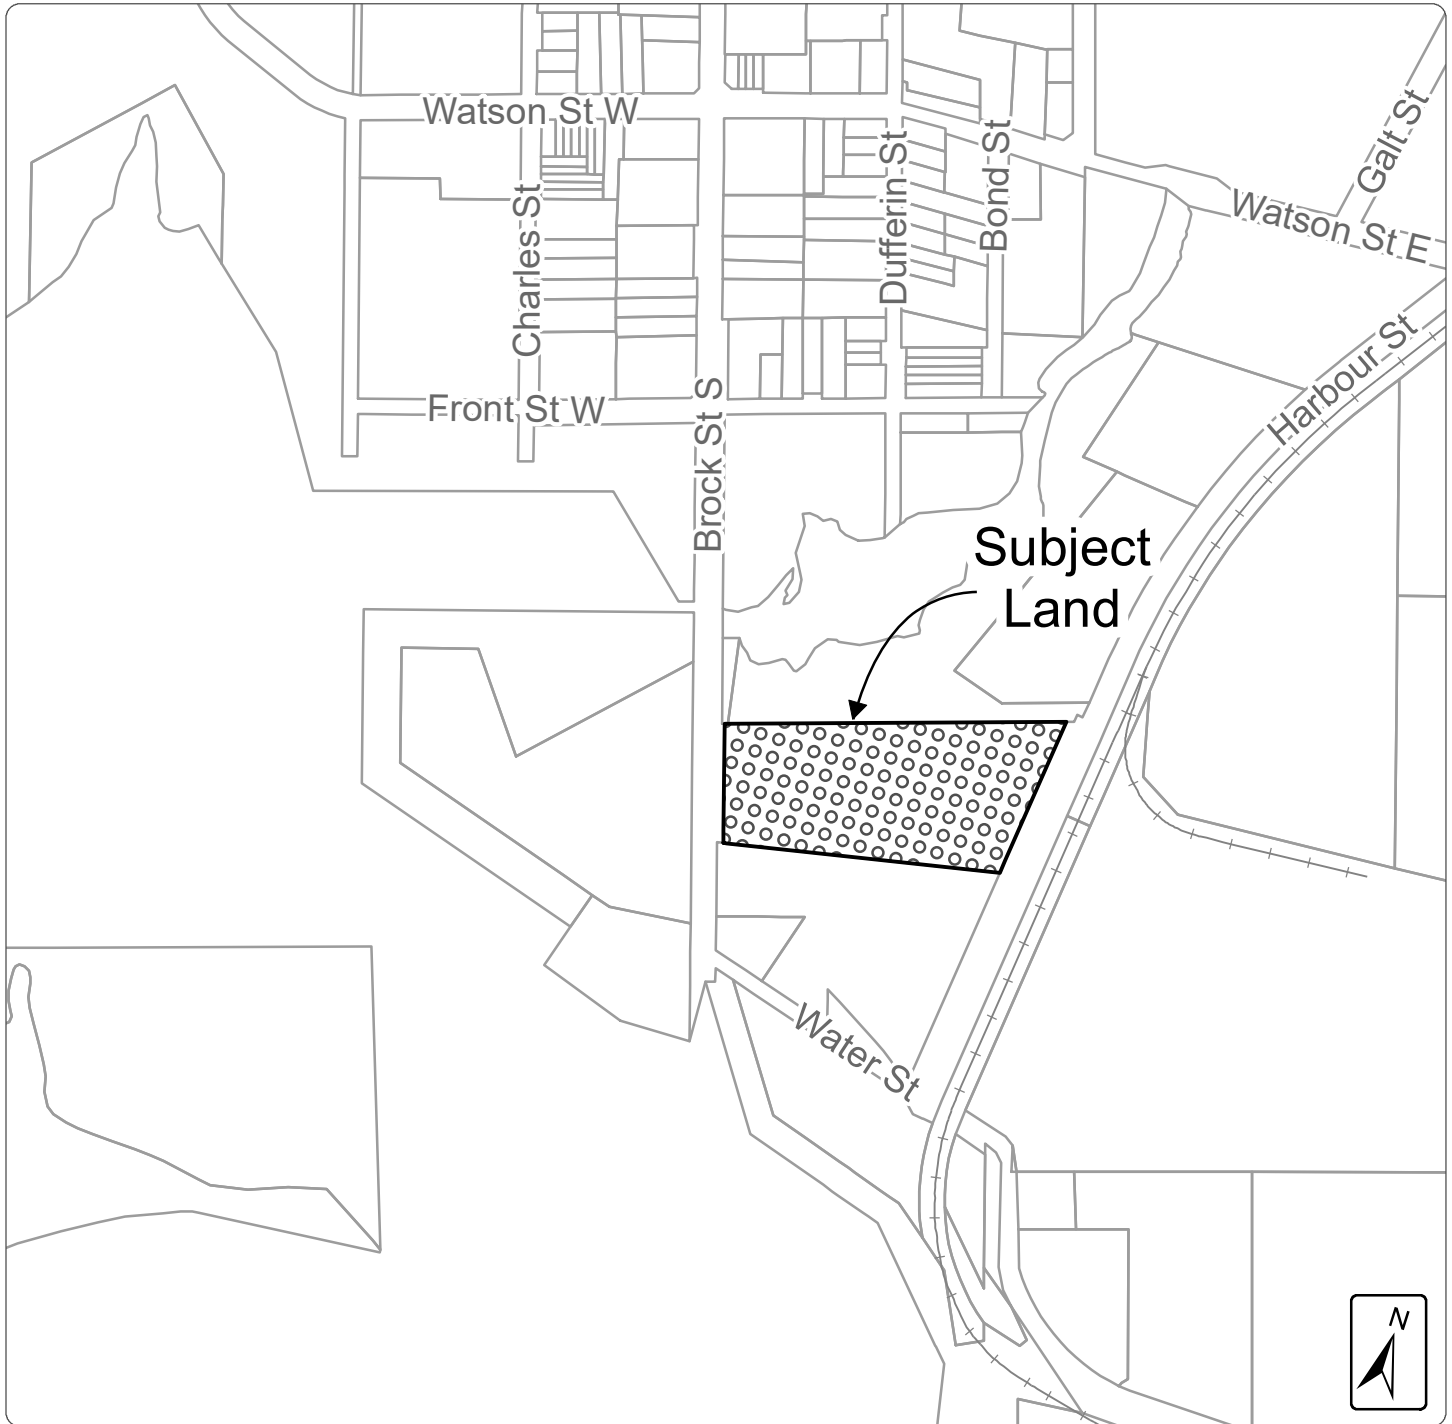 Watson St W
Galt St
Bond St
Dufferin St
Charles St
Watson St E
Harbour St
Front St W
Brock St S
Subject
Land
Water St
N